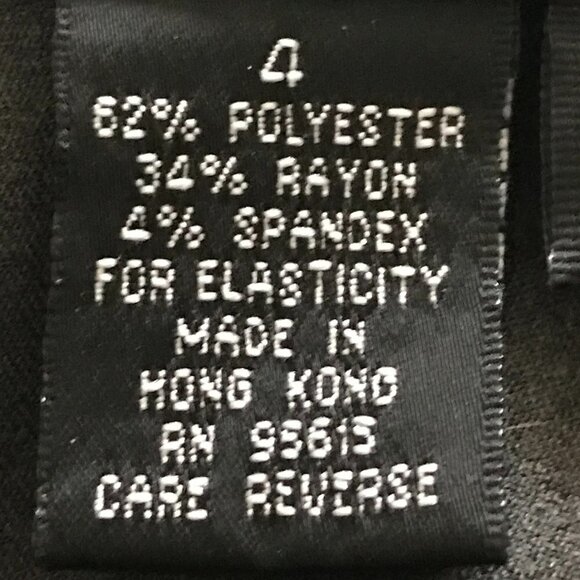 4
62% POLYESTER
34% RAYON
4% SPANDEX
FOR ELASTICITY
MADE IN
HONG KONG
RN 95615
CARE REVERSE